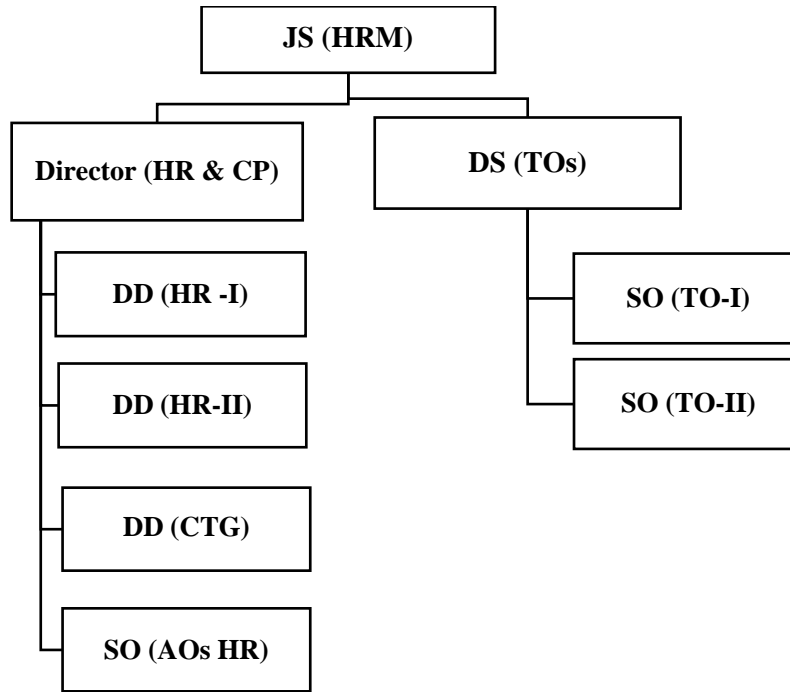 JS (HRM)
Director (HR & CP)
DS (TOs)
DD (HR -I)
DD (HR-II)
DD (CTG)
SO (AOs HR)
SO (TO-I)
SO (TO-II)